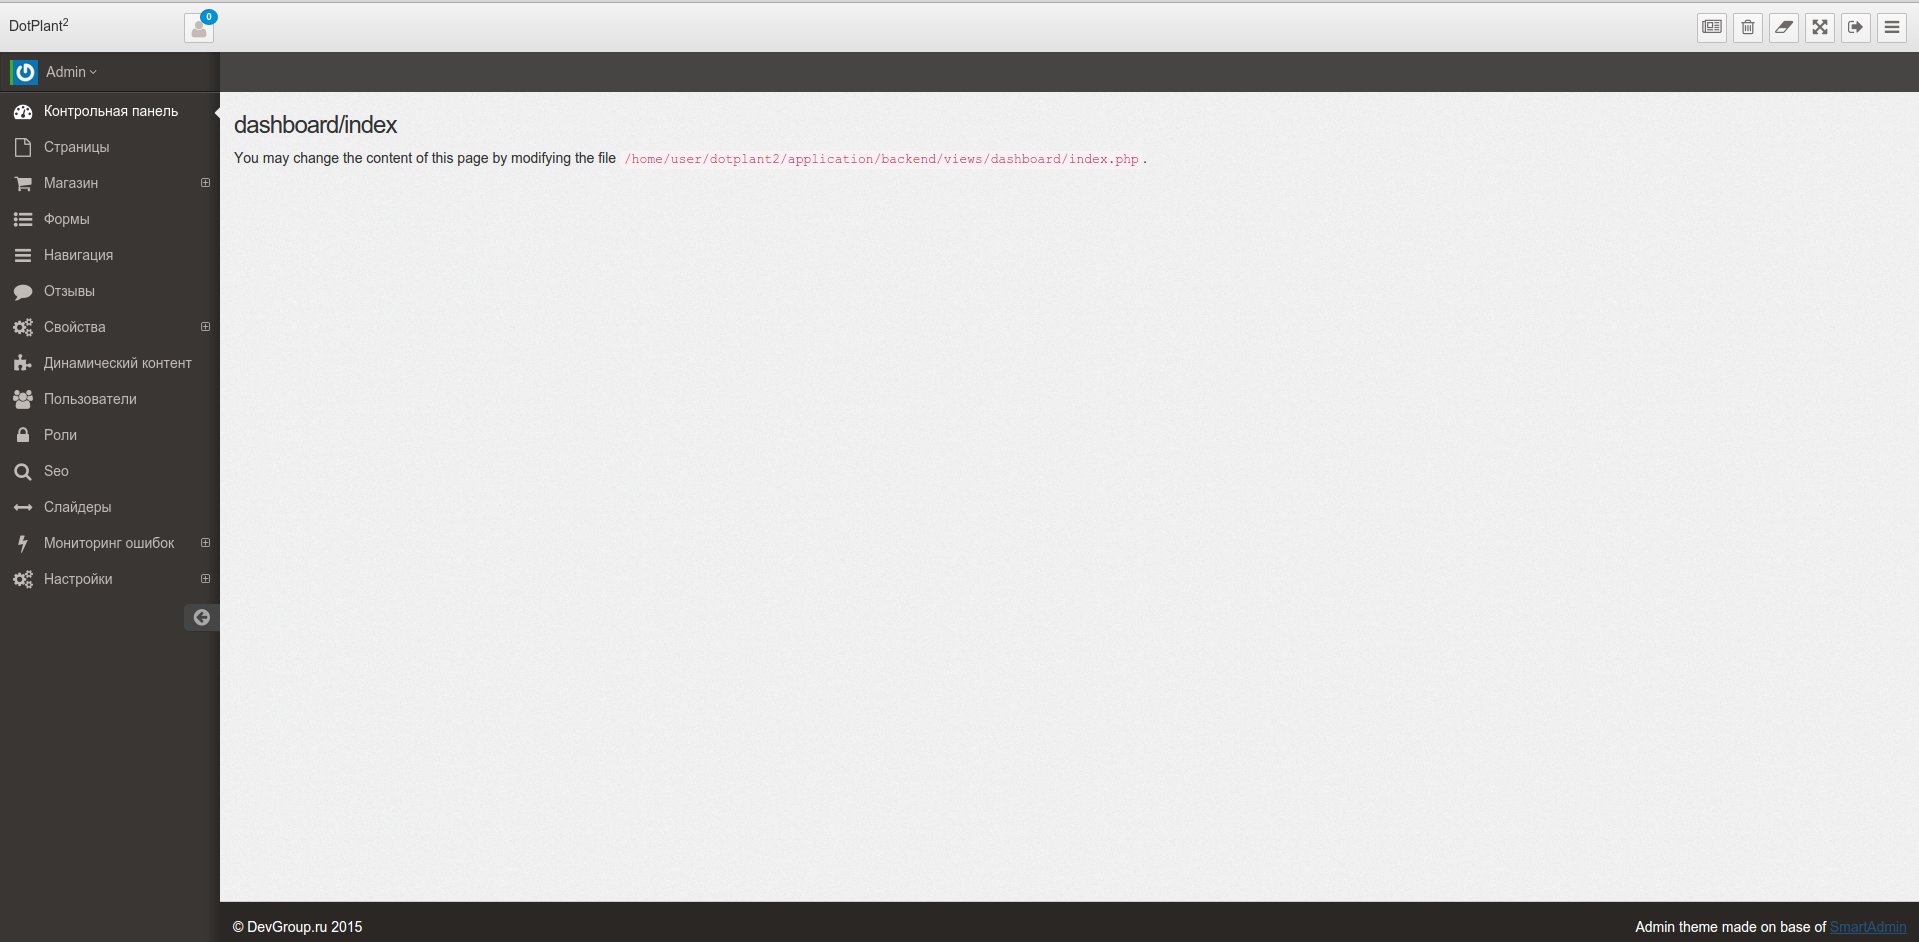 DotPlant2
0
Admin
Контрольная панель
Страницы
Магазин
Формы
Навигация
Отзывы
Свойства
Динамический контент
Пользователи
Роли
Seo
Слайдеры
Мониторинг ошибок
Настройки
dashboard/index
You may change the content of this page by modifying the file /home/user/dotplant2/application/backend/views/dashboard/index.php .
© DevGroup.ru 2015
Admin theme made on base of SmartAdmin